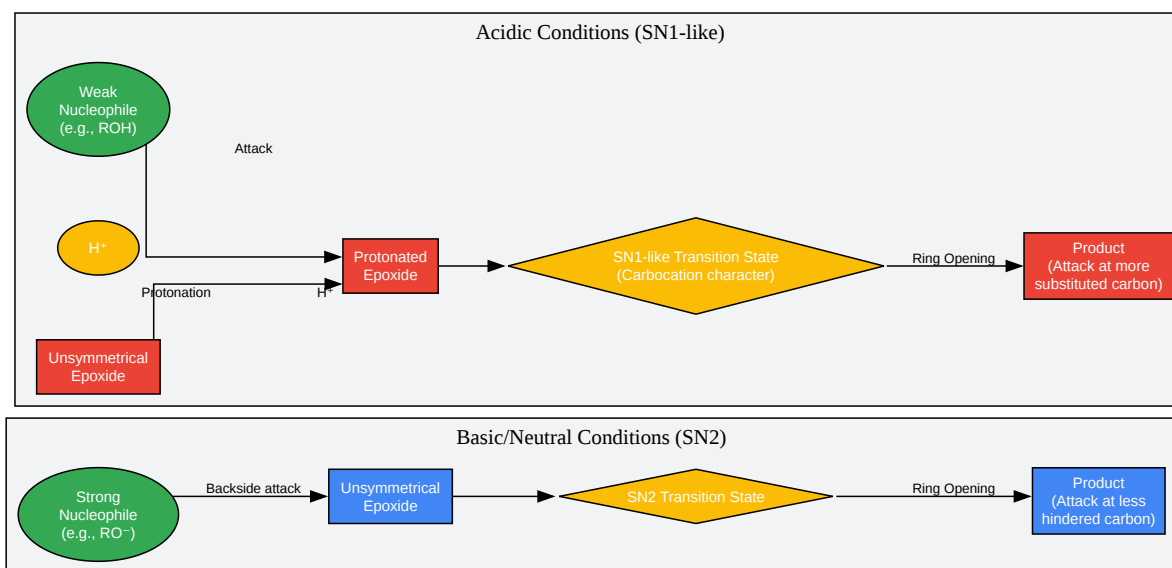 Acidic Conditions (SN1-like)
Weak
Nucleophile
(e.g., ROH)
Attack
H⁺
Protonated
Epoxide
SN1-like Transition State
(Carbocation character)
Ring Opening
Product
(Attack at more
substituted carbon)
Protonation
H⁺
Unsymmetrical
Epoxide
Basic/Neutral Conditions (SN2)
Strong
Nucleophile
(e.g., RO⁻)
Backside attack
Unsymmetrical
Epoxide
SN2 Transition State
Ring Opening
Product
(Attack at less
hindered carbon)